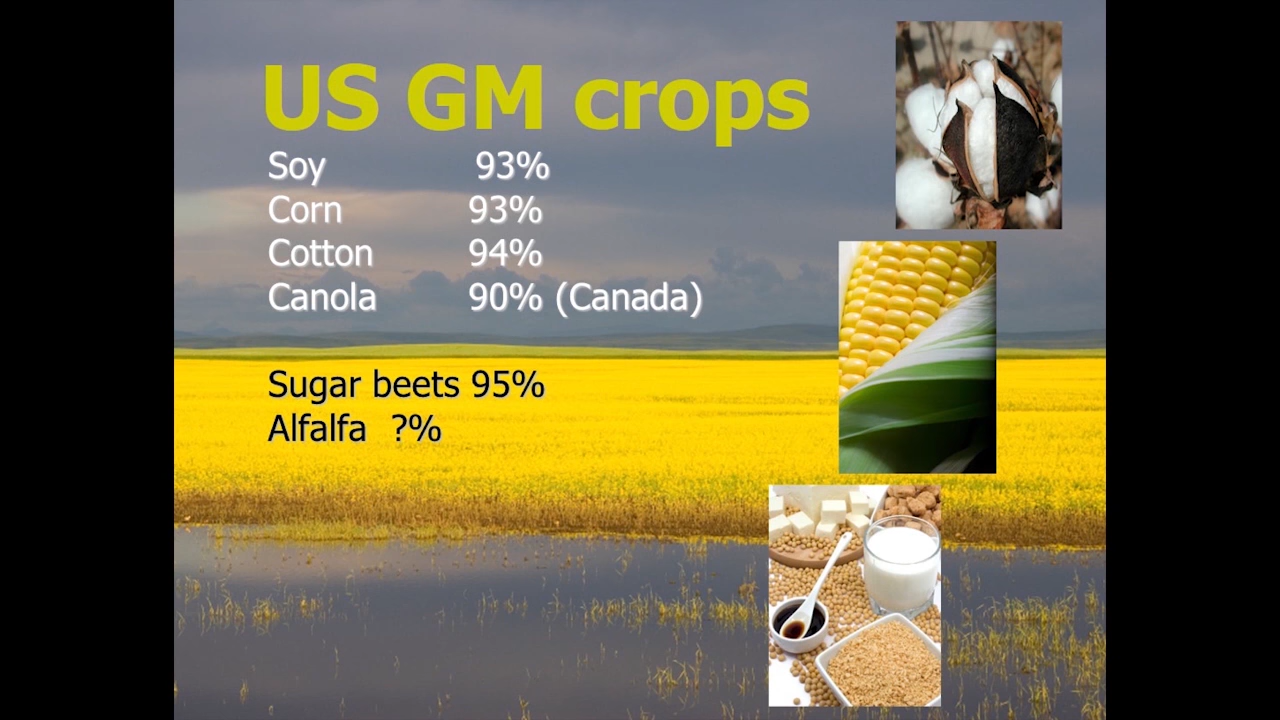 US GM crops
Soy 93%
Corn 93%
Cotton 94%
Canola 90% (Canada)
Sugar beets 95%
Alfalfa ?%